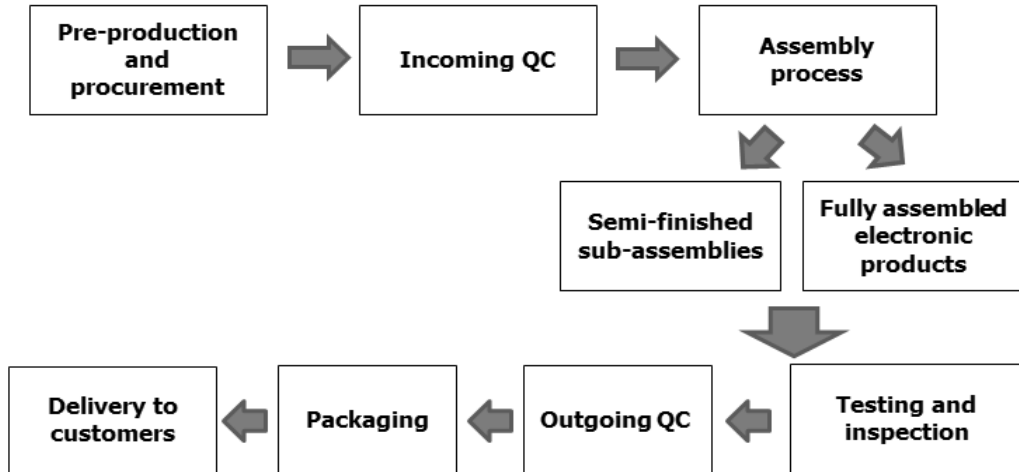 Pre-production
and
procurement
Incoming QC
Assembly
process
Semi-finished
sub-assemblies
Fully assembled
electronic
products
Testing and
inspection
Outgoing QC
Packaging
Delivery to
customers